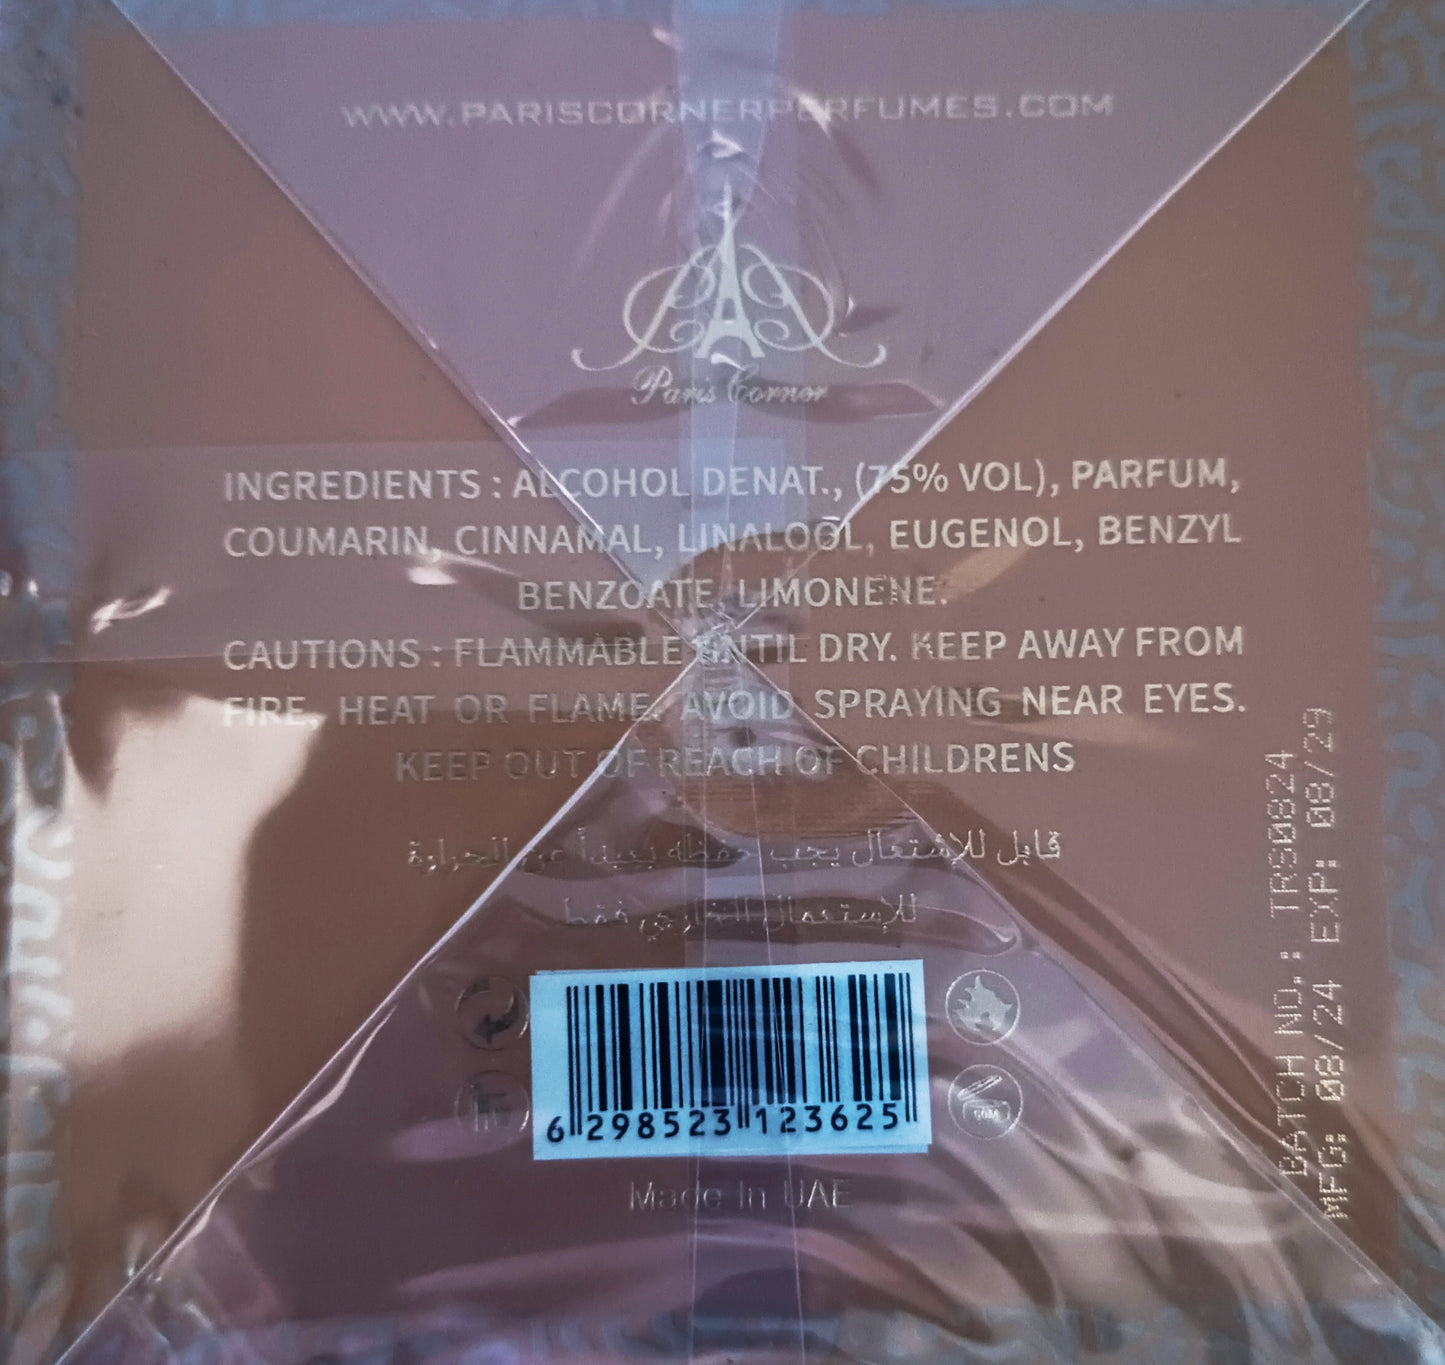 WWW.PARISCORNERPERFUMES.COM
Paris Corner
INGREDIENTS : ALCOHOL DENAT., (75% VOL), PARFUM,
COUMARIN, CINNAMAL, LINALOOL, EUGENOL, BENZYL
BENZOATE, LIMONENE.
CAUTIONS : FLAMMABLE UNTIL DRY. KEEP AWAY FROM
FIRE, HEAT OR FLAME. AVOID SPRAYING NEAR EYES.
KEEP OUT OF REACH OF CHILDRENS
قابل للإشتعال يجب حفظه بعيداً عن الحرارة
للإستعمال الخارجي فقط
6 298523 123625
Made In UAE
BATCH NO.: TRS0824
MFG: 08/24 EXP: 08/29